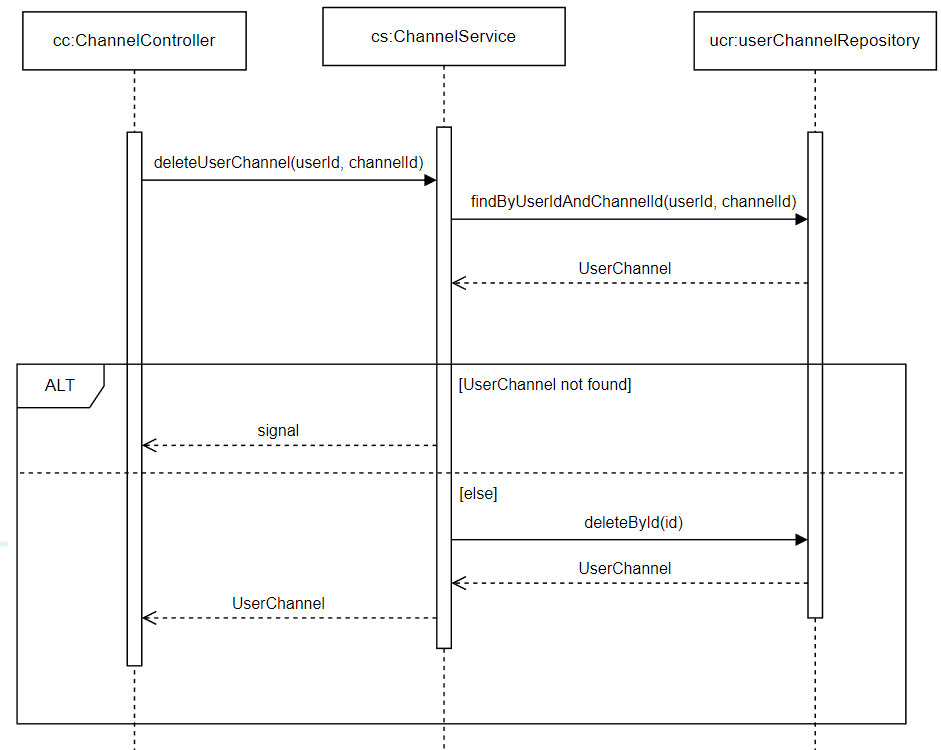 cc:ChannelController
cs:ChannelService
ucr:userChannelRepository
deleteUserChannel(userId, channelId)
findByUserIdAndChannelId(userId, channelId)
UserChannel
ALT
[UserChannel not found]
signal
[else]
deleteById(id)
UserChannel
UserChannel